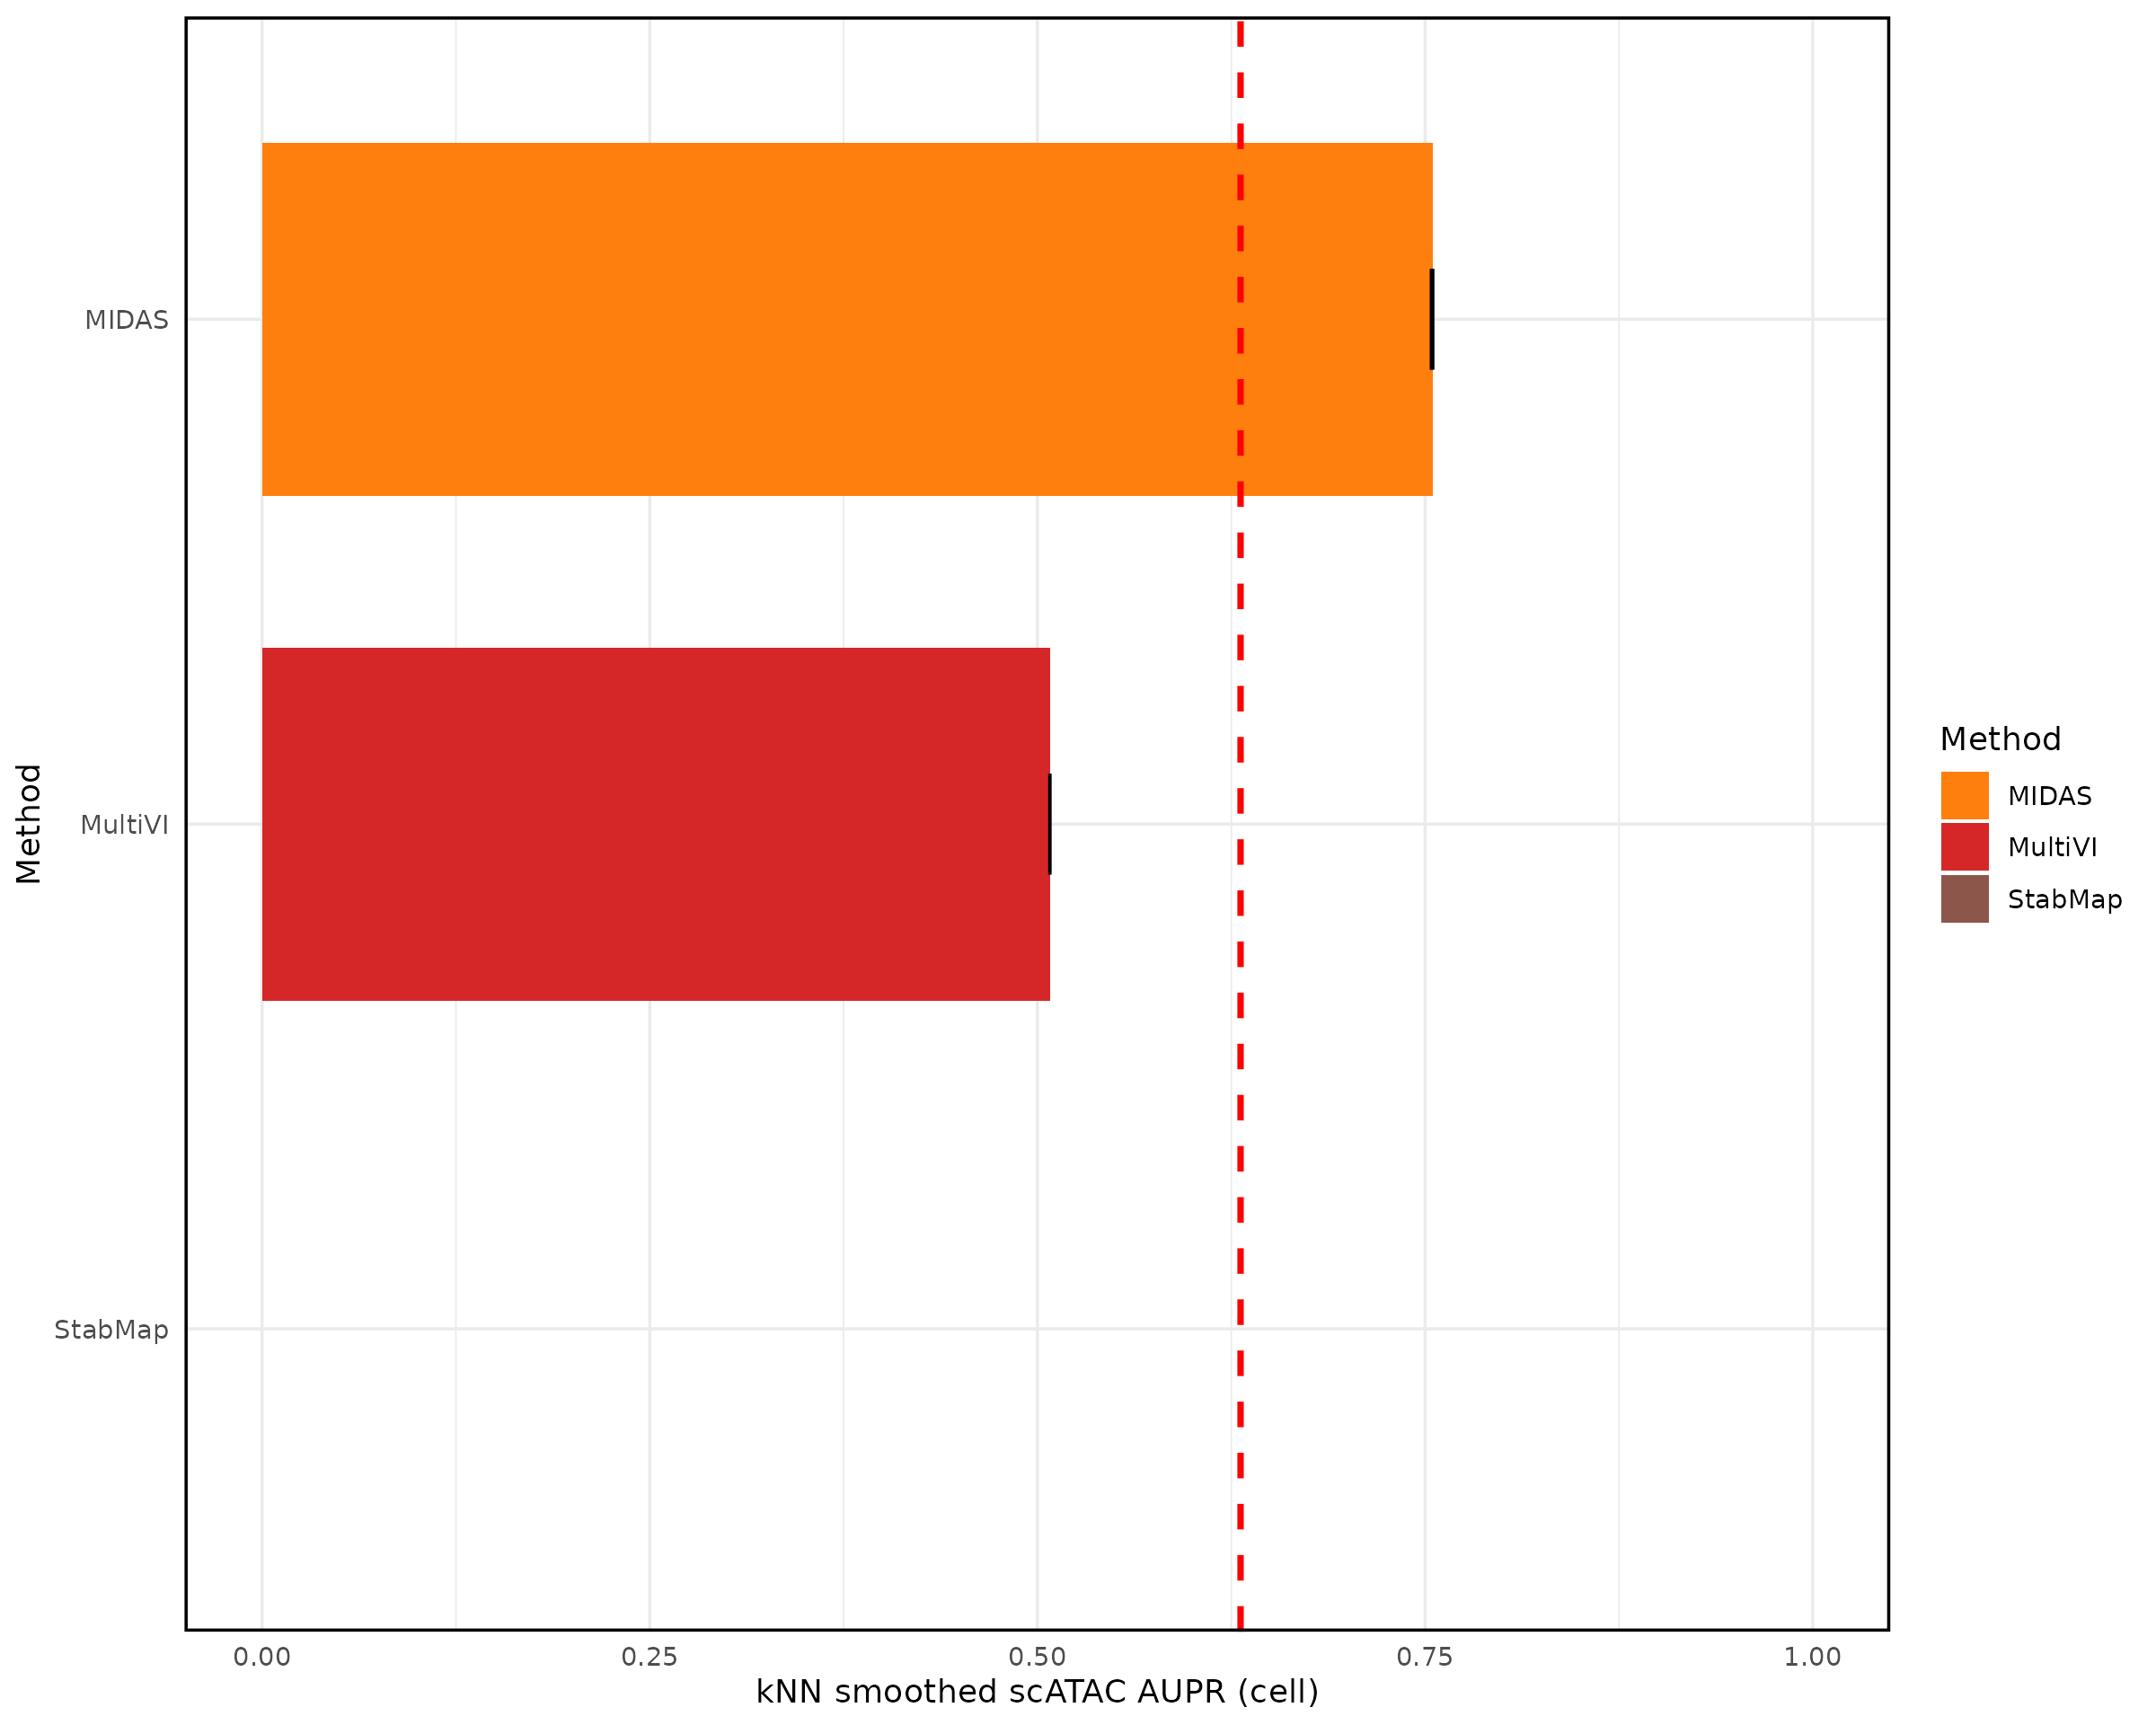 Method
MIDAS
MultiVI
StabMap
0.00
0.25
0.50
0.75
1.00
kNN smoothed scATAC AUPR (cell)
Method
MIDAS
MultiVI
StabMap